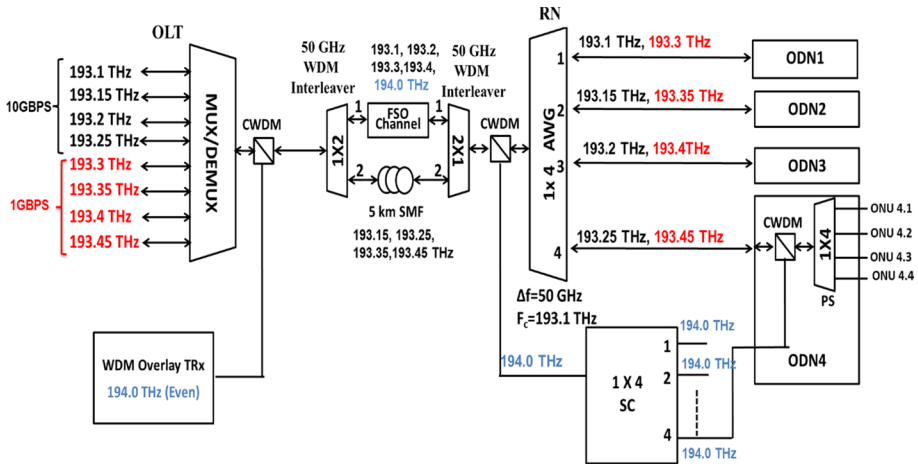 OLT
10GBPS
193.1 THz
193.15 THz
193.2 THz
193.25 THz
1GBPS
193.3 THz
193.35 THz
193.4 THz
193.45 THz
MUX/DEMUX
CWDM
50 GHz
WDM
Interleaver
1X2
193.1, 193.2,
193.3,193.4,
194.0 THz
1
FSO
Channel
1
2
2
5 km SMF
193.15, 193.25,
193.35,193.45 THz
50 GHz
WDM
Interleaver
2X1
CWDM
RN
1x 4 AWG
1
2
3
4
Δf=50 GHz
Fc=193.1 THz
193.1 THz, 193.3 THz
ODN1
193.15 THz, 193.35 THz
ODN2
193.2 THz, 193.4THz
ODN3
193.25 THz, 193.45 THz
CWDM
1X4
PS
ONU 4.1
ONU 4.2
ONU 4.3
ONU 4.4
ODN4
WDM Overlay TRx
194.0 THz (Even)
194.0 THz
1 X 4
SC
1
2
4
194.0 THz
194.0 THz
194.0 THz